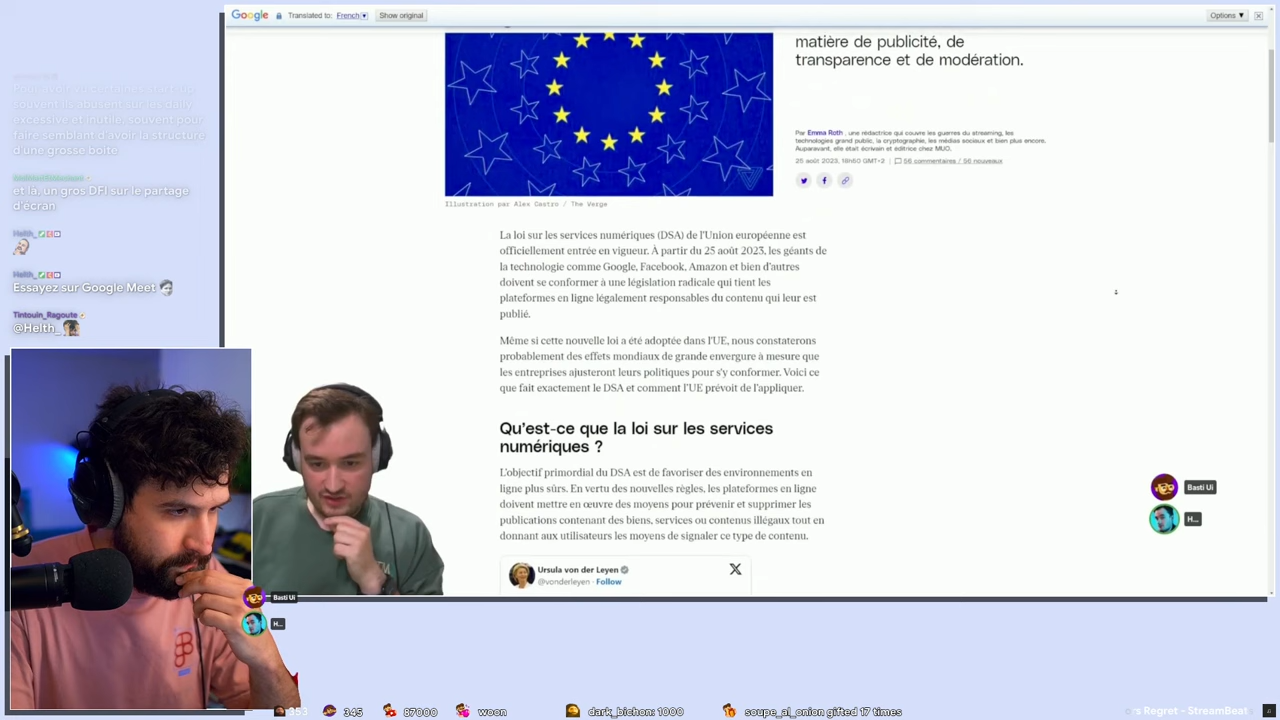 Google
Translated to: French
Show original
Options ▼
matière de publicité, de
transparence et de modération.
Par Emma Roth , une rédactrice qui couvre les guerres du streaming, les
technologies grand public, la cryptographie, les médias sociaux et bien plus encore.
Auparavant, elle était écrivain et éditrice chez MUO.
25 août 2023, 18h50 GMT+2
56 commentaires / 56 nouveaux
Illustration par Alex Castro / The Verge
La loi sur les services numériques (DSA) de l'Union européenne est
officiellement entrée en vigueur. À partir du 25 août 2023, les géants de
la technologie comme Google, Facebook, Amazon et bien d'autres
doivent se conformer à une législation radicale qui tient les
plateformes en ligne légalement responsables du contenu qui leur est
publié.
Même si cette nouvelle loi a été adoptée dans l'UE, nous constaterons
probablement des effets mondiaux de grande envergure à mesure que
les entreprises ajusteront leurs politiques pour s'y conformer. Voici ce
que fait exactement le DSA et comment l'UE prévoit de l'appliquer.
Qu'est-ce que la loi sur les services
numériques ?
L'objectif primordial du DSA est de favoriser des environnements en
ligne plus sûrs. En vertu des nouvelles règles, les plateformes en ligne
doivent mettre en œuvre des moyens pour prévenir et supprimer les
publications contenant des biens, services ou contenus illégaux tout en
donnant aux utilisateurs les moyens de signaler ce type de contenu.
Ursula von der Leyen
@vonderleyen · Follow
souvent ils abusent sur les daily
excessive et trop souvent pour
faire semblant d'avoir la structure
d'une grosse
et là, un gros DM sur le partage
d'écran
Helth_
Helth_
Essayez sur Google Meet
Tintouin_Ragoute
@Helth_
Basti Ui
H...
Basti Ui
H...
353
345
87000
woon
dark_bichon: 1000
soupe_al_onion gifted 17 times
rs Regret - StreamBeat